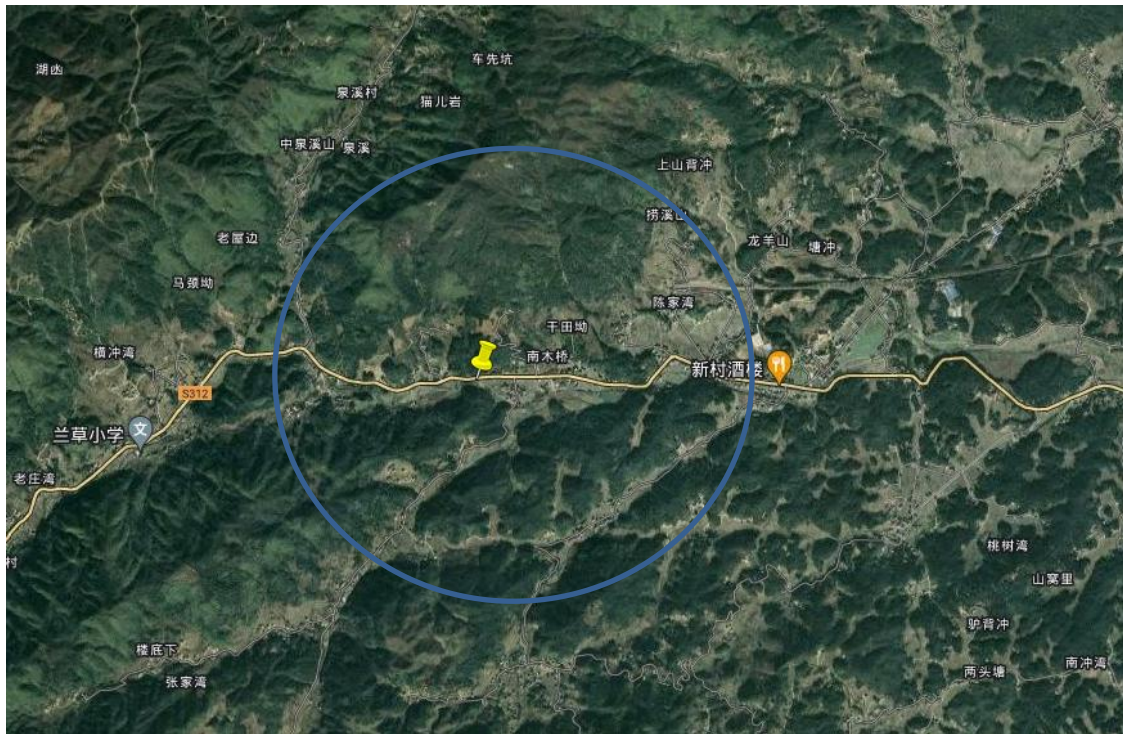 车先坑
湖凼
泉溪村
猫儿岩
中泉溪山
泉溪
上山背冲
捞溪山
老屋边
龙羊山
塘冲
马颈坳
陈家湾
干田坳
横冲湾
南木桥
新村酒楼
S312
兰草小学
文
老庄湾
桃树湾
村
山窝里
驴背冲
楼底下
南冲湾
两头塘
张家湾